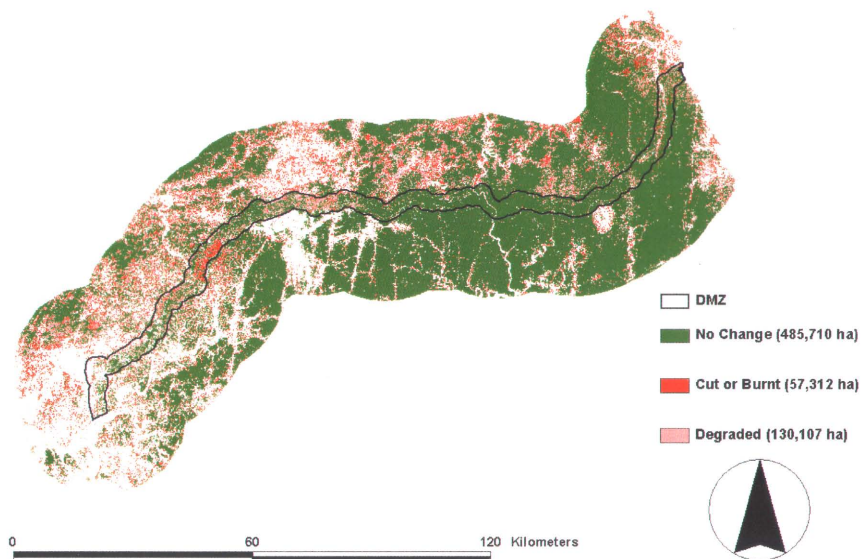 DMZ
No Change (485,710 ha)
Cut or Burnt (57,312 ha)
Degraded (130,107 ha)
0 60 120 Kilometers